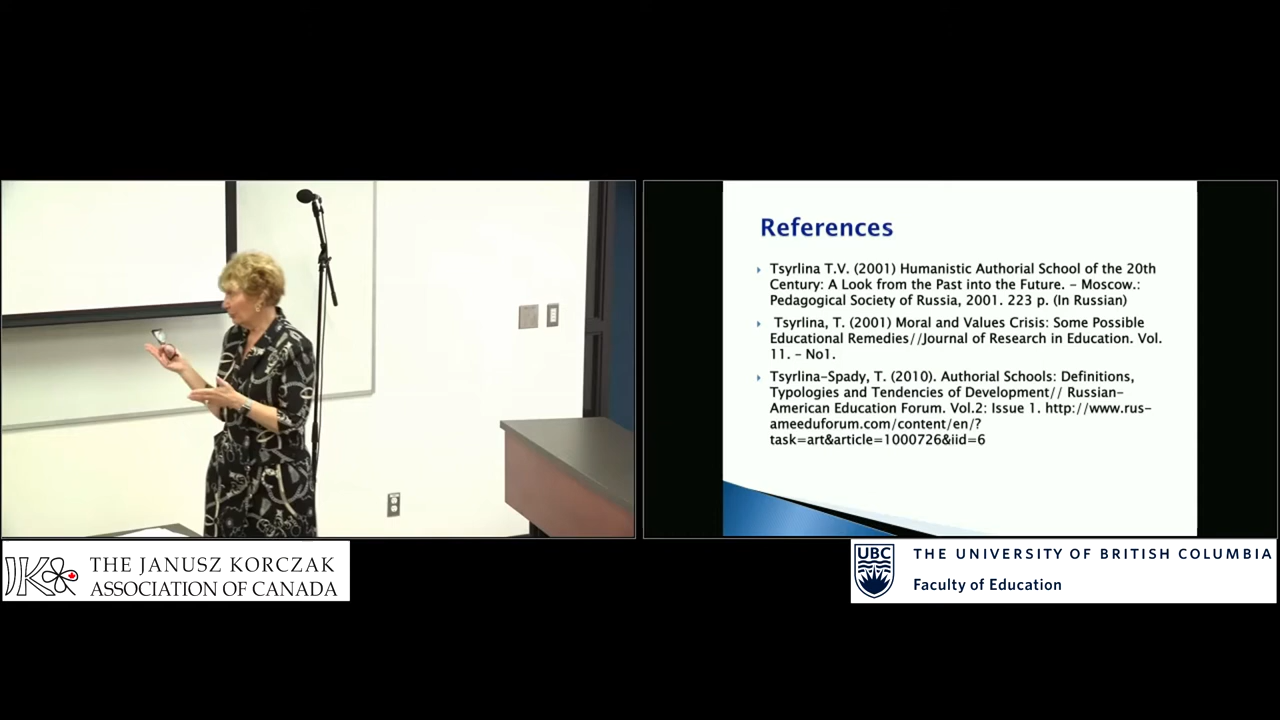 References
Tsyrlina T.V. (2001) Humanistic Authorial School of the 20th
Century: A Look from the Past into the Future. – Moscow.:
Pedagogical Society of Russia, 2001. 223 p. (In Russian)
Tsyrlina, T. (2001) Moral and Values Crisis: Some Possible
Educational Remedies//Journal of Research in Education. Vol.
11. – No1.
Tsyrlina-Spady, T. (2010). Authorial Schools: Definitions,
Typologies and Tendencies of Development// Russian-
American Education Forum. Vol.2: Issue 1. http://www.rus-
ameeduforum.com/content/en/?
task=art&article=1000726&iid=6
JK
THE JANUSZ KORCZAK
ASSOCIATION OF CANADA
UBC
THE UNIVERSITY OF BRITISH COLUMBIA
Faculty of Education